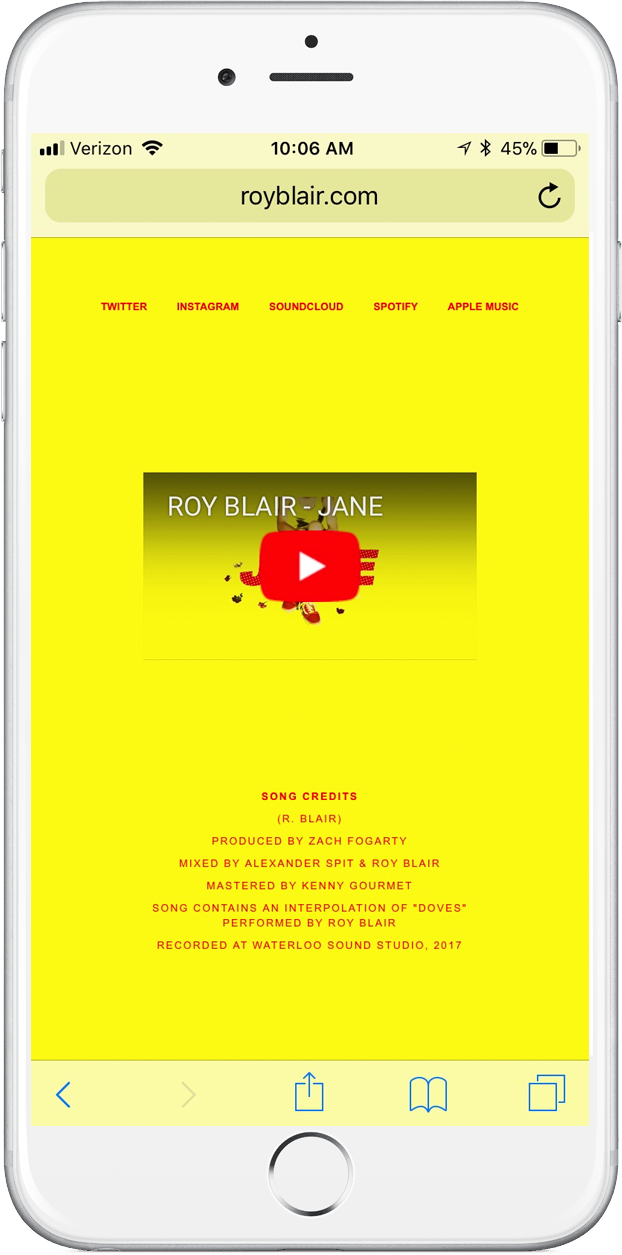 Verizon 10:06 AM 45%
royblair.com
TWITTER INSTAGRAM SOUNDCLOUD SPOTIFY APPLE MUSIC
ROY BLAIR - JANE
SONG CREDITS
(R. BLAIR)
PRODUCED BY ZACH FOGARTY
MIXED BY ALEXANDER SPIT & ROY BLAIR
MASTERED BY KENNY GOURMET
SONG CONTAINS AN INTERPOLATION OF "DOVES"
PERFORMED BY ROY BLAIR
RECORDED AT WATERLOO SOUND STUDIO, 2017